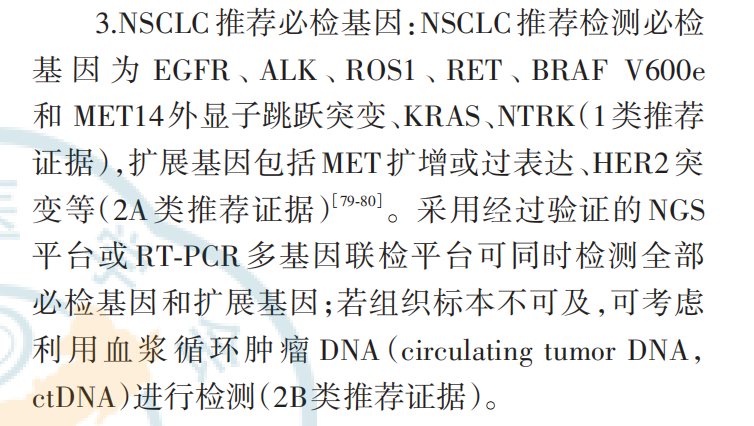 3.NSCLC推荐必检基因：NSCLC推荐检测必检
基因为 EGFR、ALK、ROS1、RET、BRAF V600e
和 MET14外显子跳跃突变、KRAS、NTRK（1类推荐
证据），扩展基因包括MET扩增或过表达、HER2突
变等（2A类推荐证据）[79-80]。采用经过验证的NGS
平台或RT-PCR多基因联检平台可同时检测全部
必检基因和扩展基因；若组织标本不可及，可考虑
利用血浆循环肿瘤DNA（circulating tumor DNA，
ctDNA）进行检测（2B类推荐证据）。